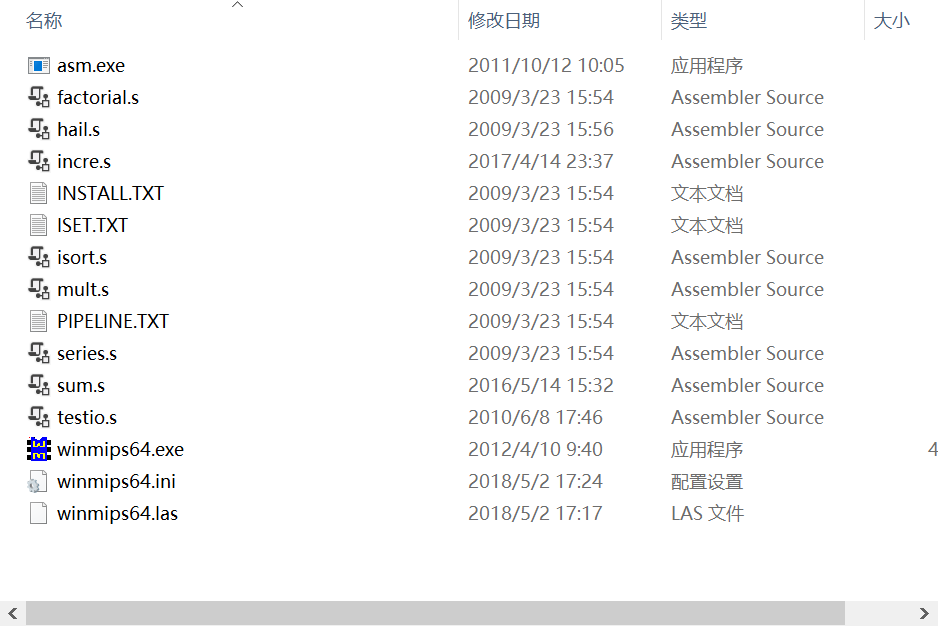 名称 修改日期 类型 大小
asm.exe 2011/10/12 10:05 应用程序
factorial.s 2009/3/23 15:54 Assembler Source
hail.s 2009/3/23 15:56 Assembler Source
incre.s 2017/4/14 23:37 Assembler Source
INSTALL.TXT 2009/3/23 15:54 文本文档
ISET.TXT 2009/3/23 15:54 文本文档
isort.s 2009/3/23 15:54 Assembler Source
mult.s 2009/3/23 15:54 Assembler Source
PIPELINE.TXT 2009/3/23 15:54 文本文档
series.s 2009/3/23 15:54 Assembler Source
sum.s 2016/5/14 15:32 Assembler Source
testio.s 2010/6/8 17:46 Assembler Source
winmips64.exe 2012/4/10 9:40 应用程序 4
winmips64.ini 2018/5/2 17:24 配置设置
winmips64.las 2018/5/2 17:17 LAS 文件